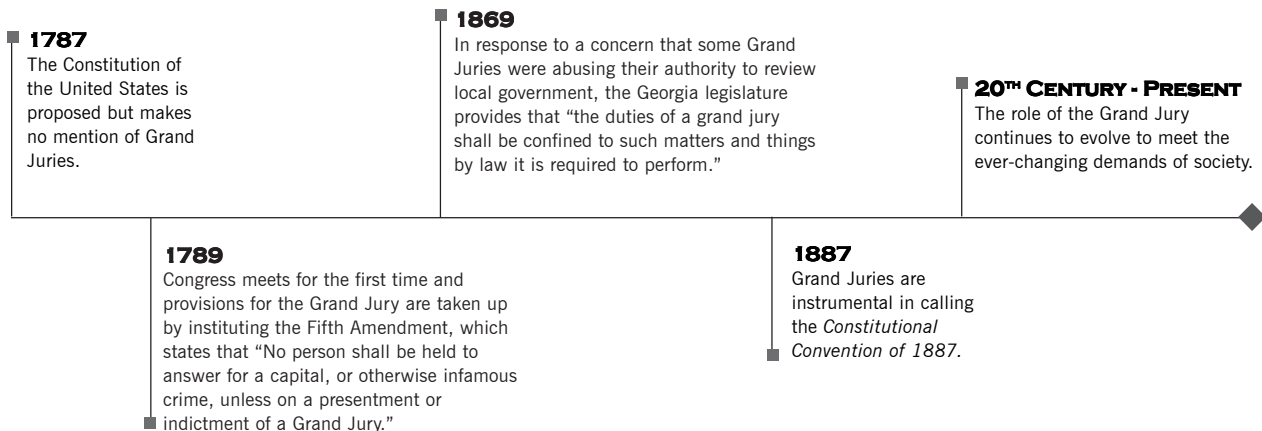 1787
The Constitution of
the United States is
proposed but makes
no mention of Grand
Juries.
1789
Congress meets for the first time and
provisions for the Grand Jury are taken up
by instituting the Fifth Amendment, which
states that “No person shall be held to
answer for a capital, or otherwise infamous
crime, unless on a presentment or
indictment of a Grand Jury.”
1869
In response to a concern that some Grand
Juries were abusing their authority to review
local government, the Georgia legislature
provides that “the duties of a grand jury
shall be confined to such matters and things
by law it is required to perform.”
1887
Grand Juries are
instrumental in calling
the Constitutional
Convention of 1887.
20TH CENTURY - PRESENT
The role of the Grand Jury
continues to evolve to meet the
ever-changing demands of society.